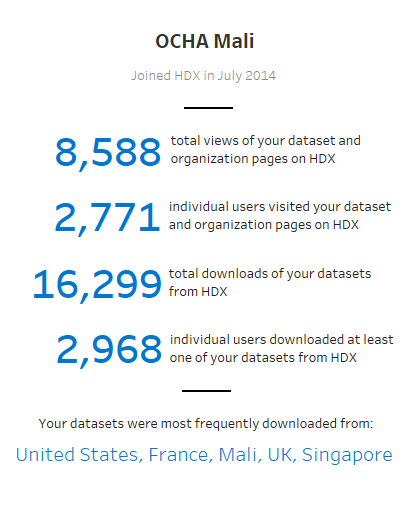 OCHA Mali
Joined HDX in July 2014
8,588
total views of your dataset and
organization pages on HDX
2,771
individual users visited your dataset
and organization pages on HDX
16,299
total downloads of your datasets
from HDX
2,968
individual users downloaded at least
one of your datasets from HDX
Your datasets were most frequently downloaded from:
United States, France, Mali, UK, Singapore